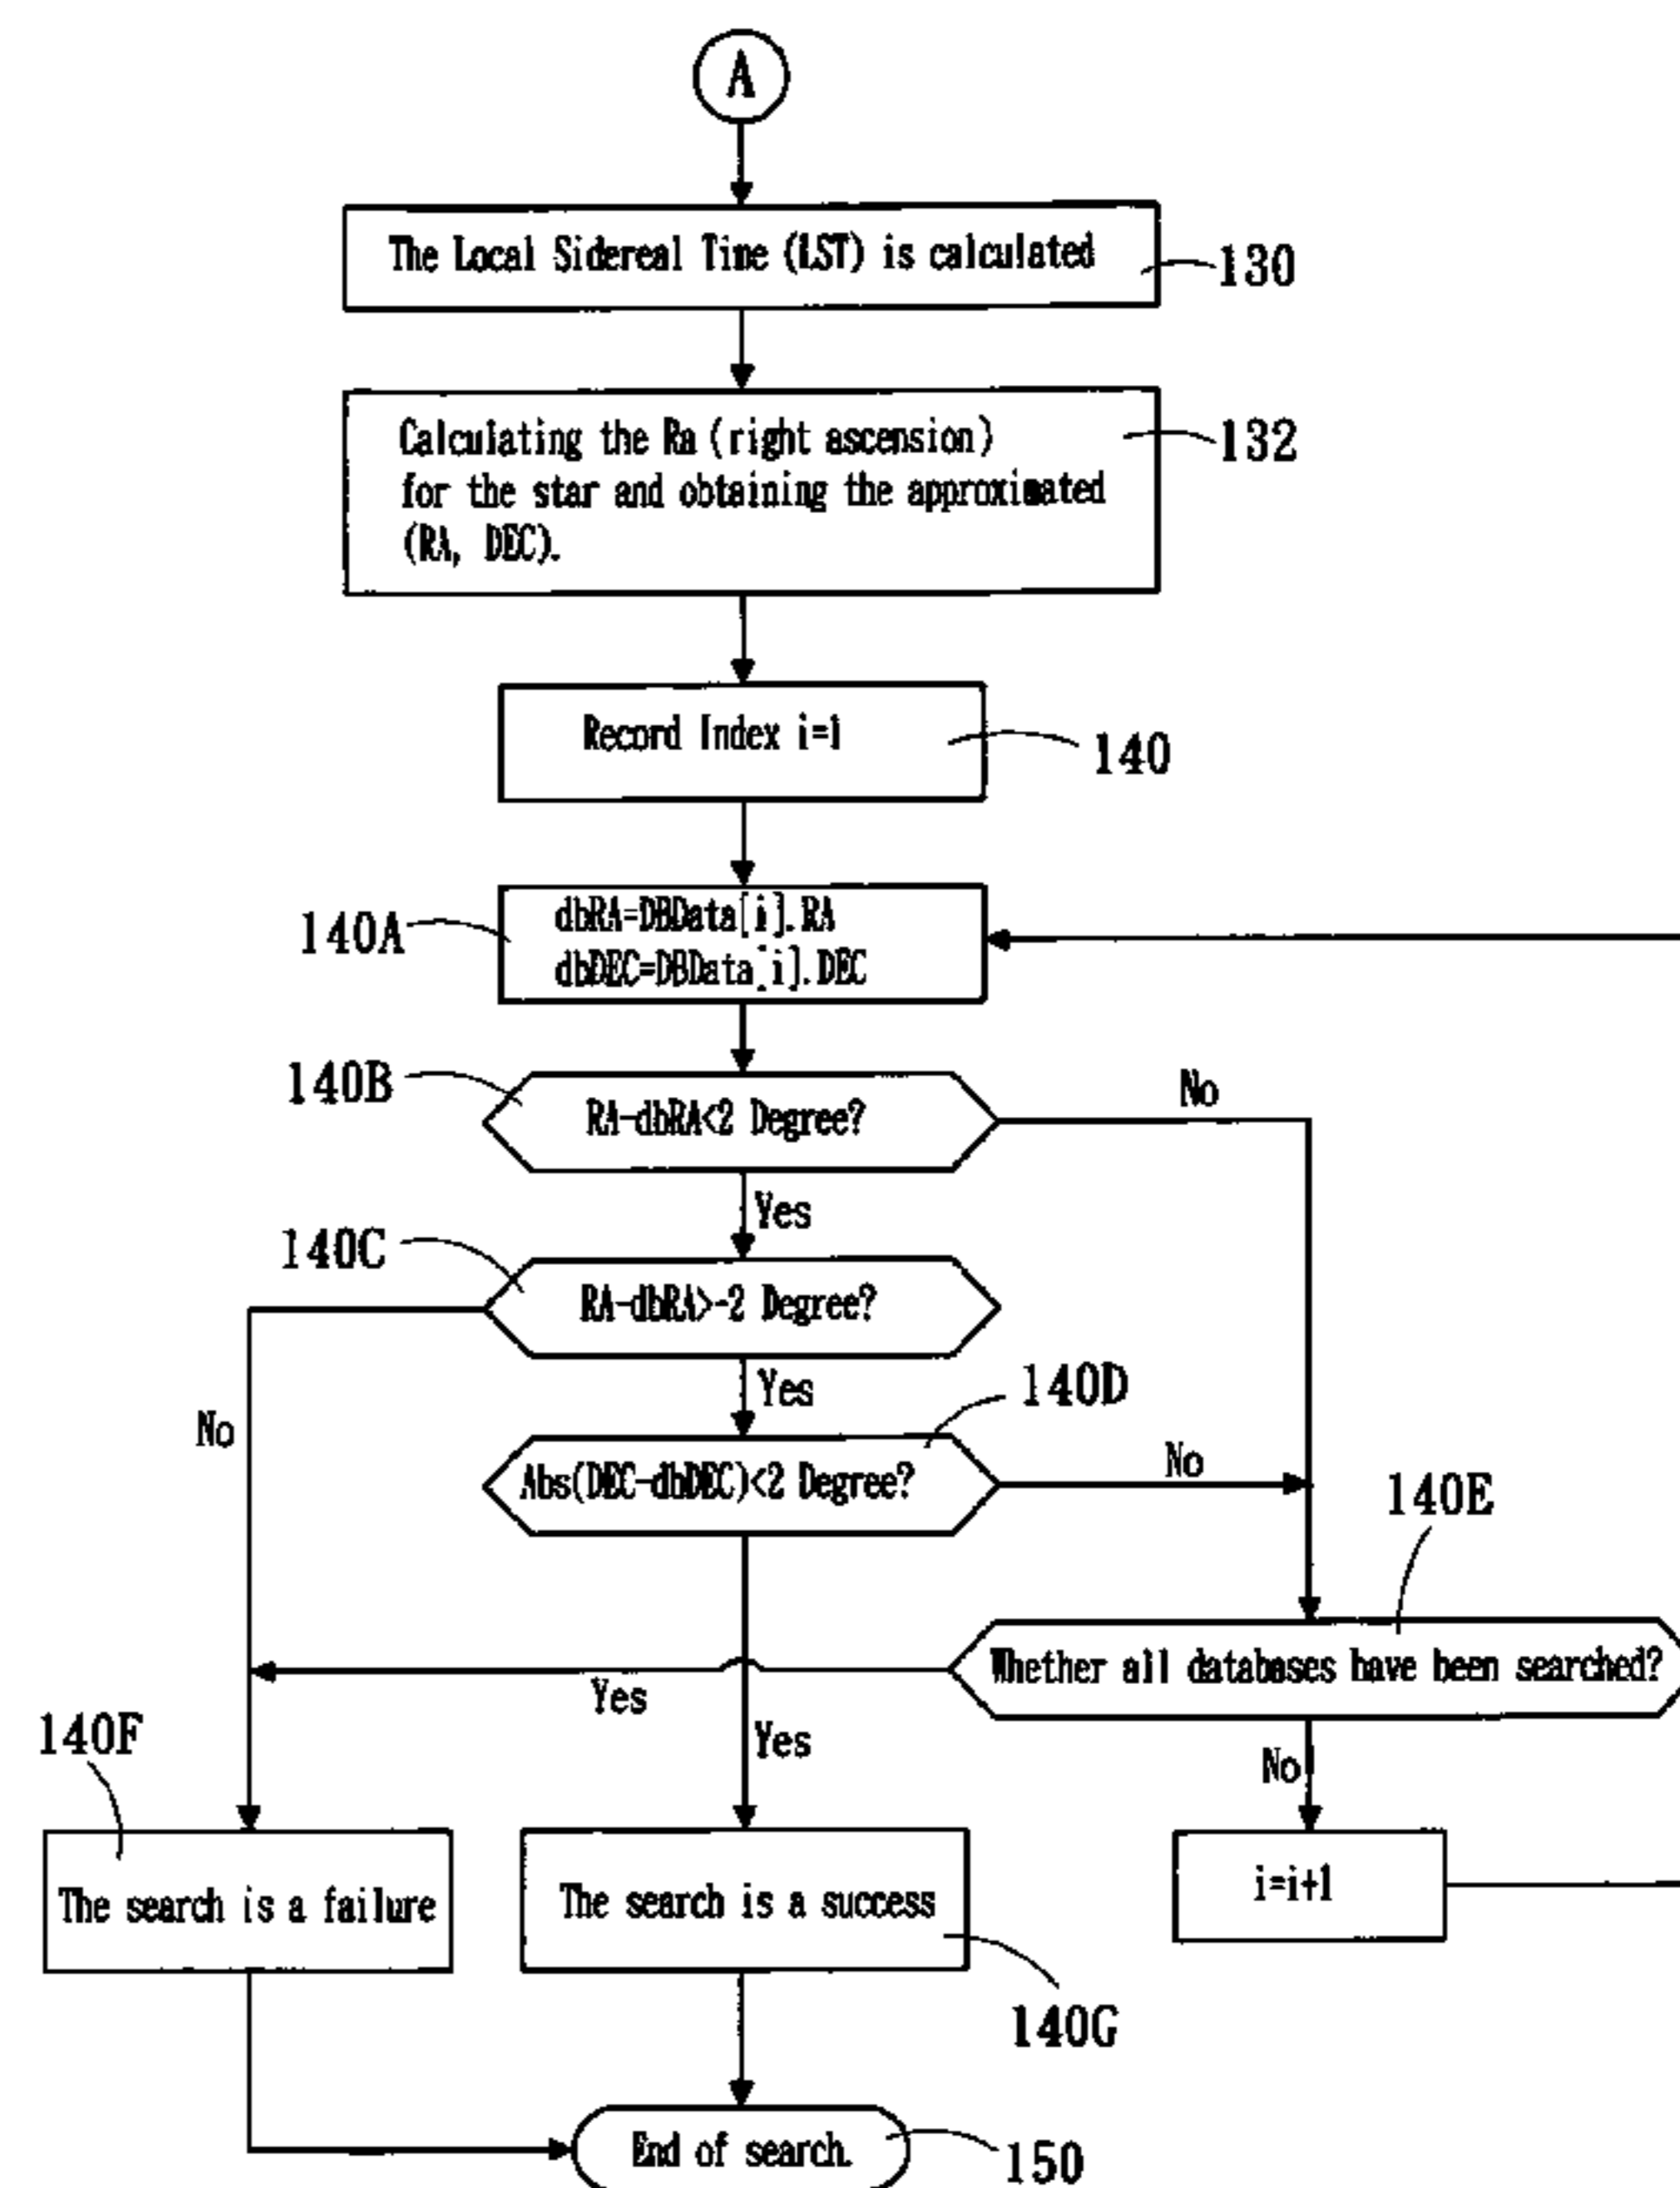 A
The Local Sidereal Time (LST) is calculated
130
Calculating the Ra (right ascension)
for the star and obtaining the approximated
(RA, DEC).
132
Record Index i=1
140
140A
dbRA=DBData[i].RA
dbDEC=DBData[i].DEC
140B
RA-dbRA<2 Degree?
No
Yes
140C
RA-dbRA>-2 Degree?
No
Yes
140D
Abs(DEC-dbDEC)<2 Degree?
No
140E
Whether all databases have been searched?
Yes
Yes
No
140F
The search is a failure
The search is a success
140G
i=i+1
End of search.
150